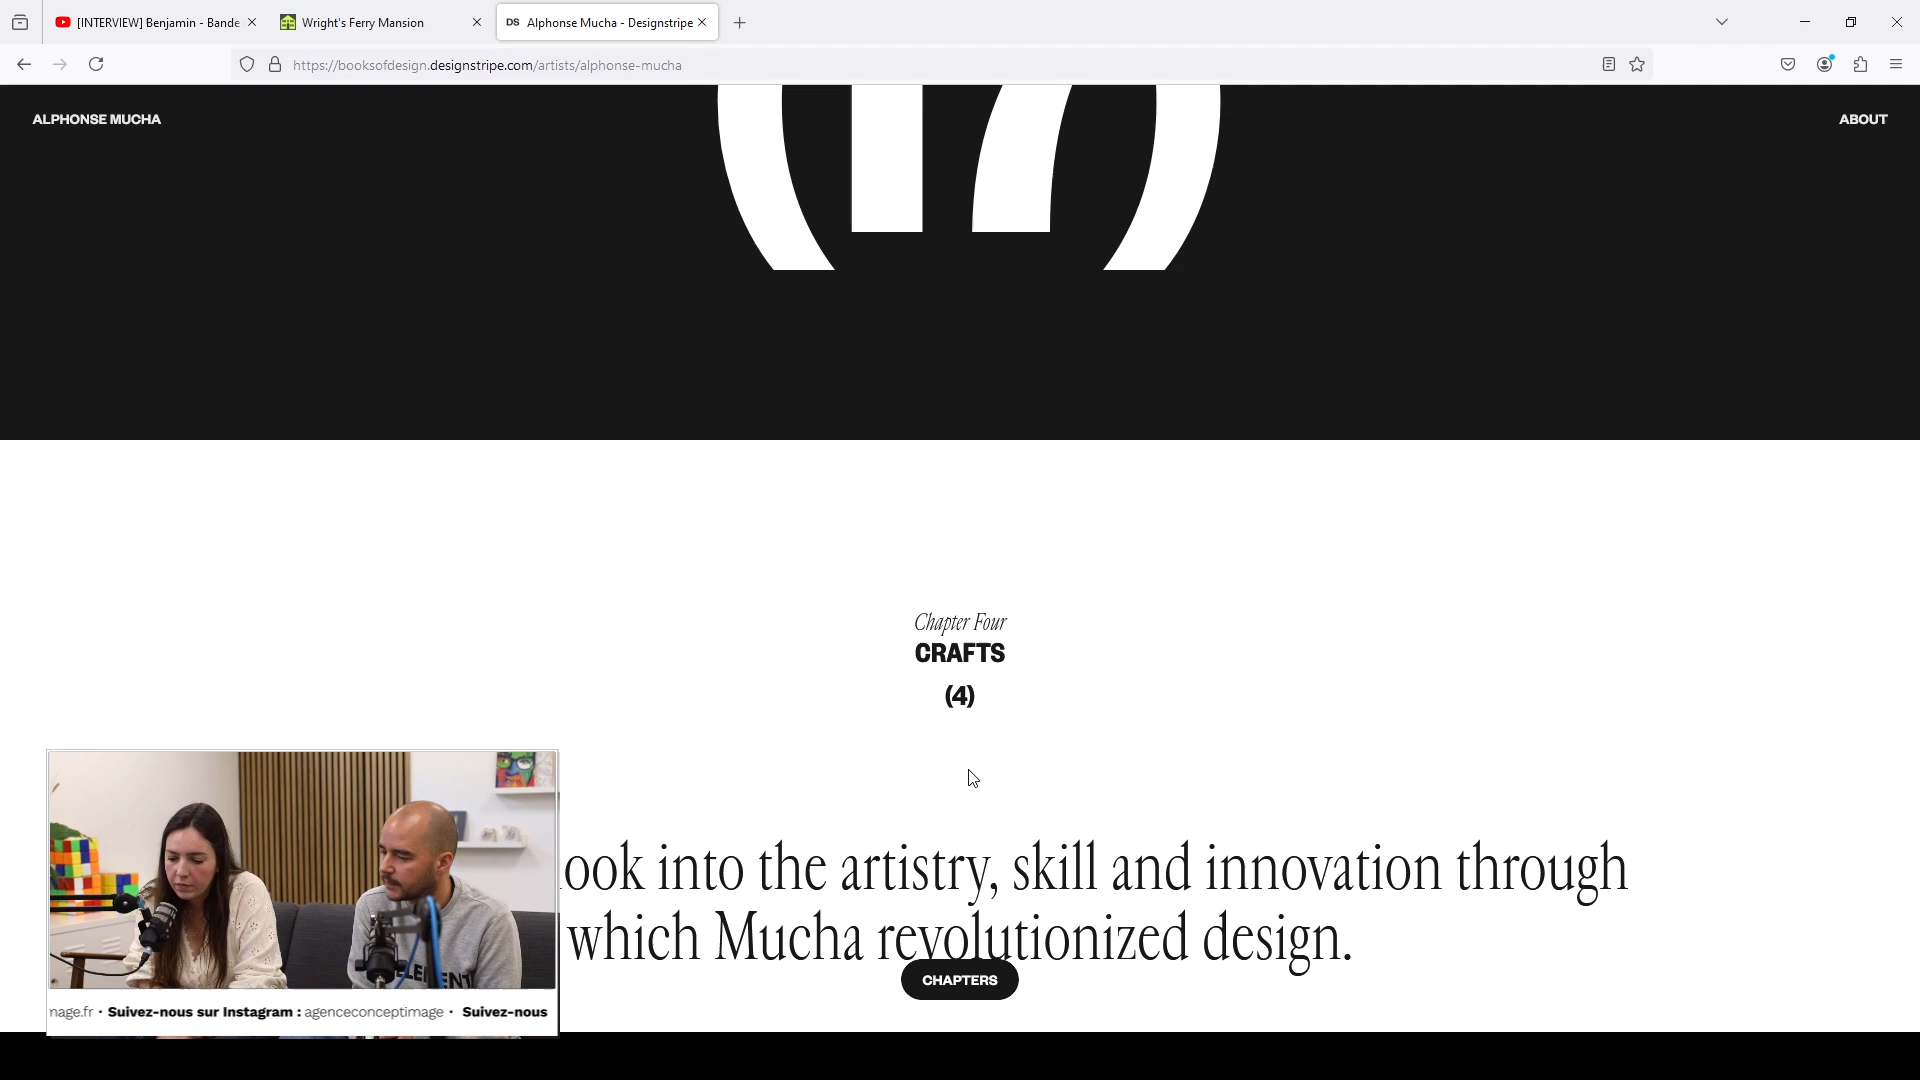 [INTERVIEW] Benjamin - Bande
Wright's Ferry Mansion
DS Alphonse Mucha - Designstripe
https://booksofdesign.designstripe.com/artists/alphonse-mucha
ALPHONSE MUCHA
ABOUT
Chapter Four
CRAFTS
(4)
look into the artistry, skill and innovation through
which Mucha revolutionized design.
CHAPTERS
mage.fr · Suivez-nous sur Instagram : agenceconceptimage · Suivez-nous